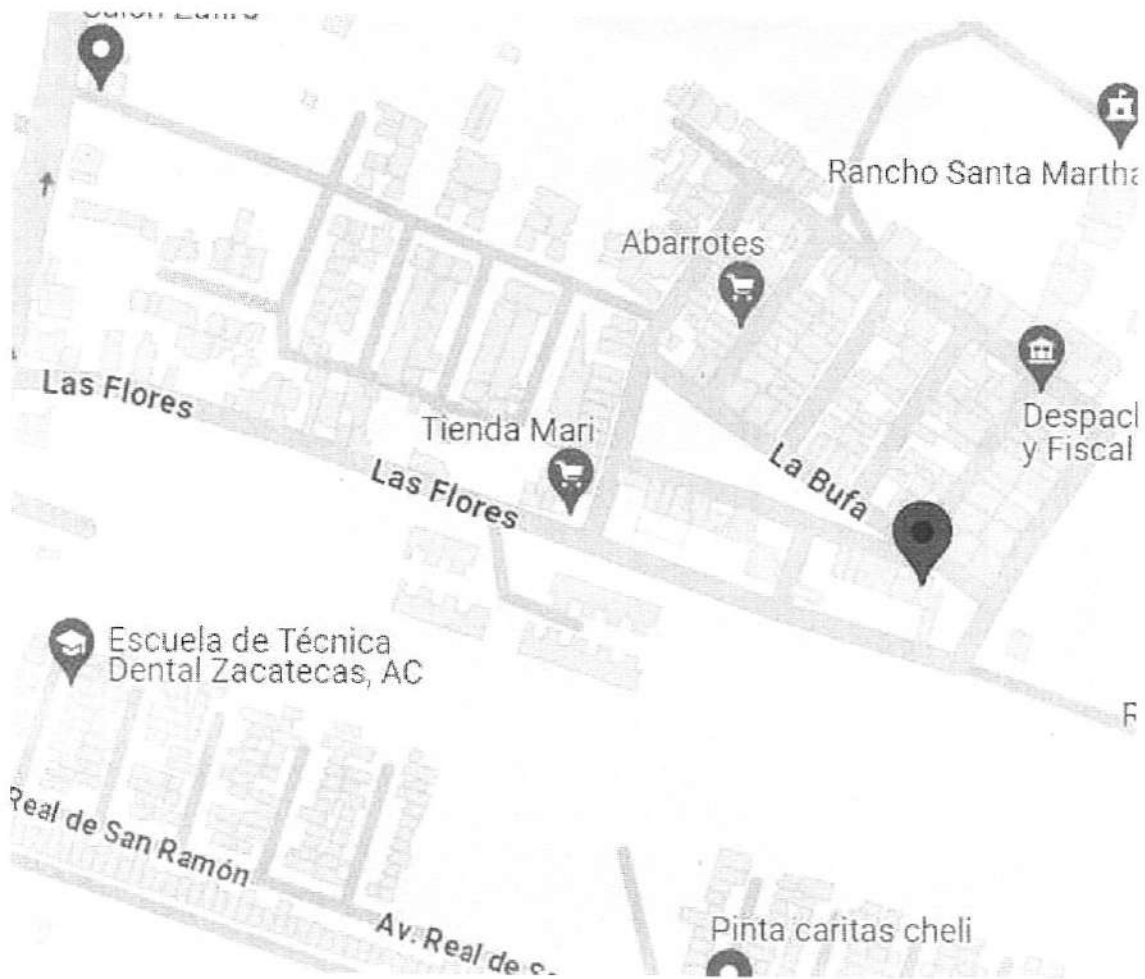 Rancho Santa Martha
Abarrotes
Las Flores
Tienda Mari
Despacl
y Fiscal
Las Flores
La Bufa
Escuela de Técnica
Dental Zacatecas, AC
Real de San Ramón
Av. Real de
Pinta caritas cheli